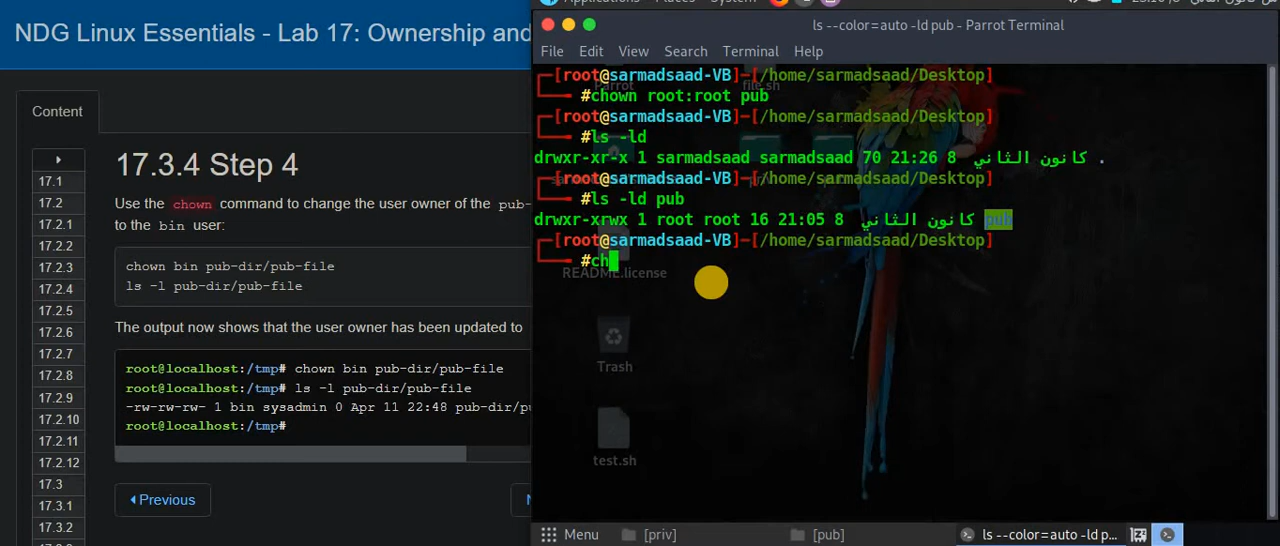 NDG Linux Essentials - Lab 17: Ownership and
Content
17.1
17.2
17.2.1
17.2.2
17.2.3
17.2.4
17.2.5
17.2.6
17.2.7
17.2.8
17.2.9
17.2.10
17.2.11
17.2.12
17.3
17.3.1
17.3.2
17.3.4 Step 4
Use the chown command to change the user owner of the pub-
to the bin user:
chown bin pub-dir/pub-file
ls -l pub-dir/pub-file
The output now shows that the user owner has been updated to
root@localhost:/tmp# chown bin pub-dir/pub-file
root@localhost:/tmp# ls -l pub-dir/pub-file
-rw-rw-rw- 1 bin sysadmin 0 Apr 11 22:48 pub-dir/pu
root@localhost:/tmp#
Previous
ls --color=auto -ld pub - Parrot Terminal
File Edit View Search Terminal Help
┌─[root@sarmadsaad-VB]─[/home/sarmadsaad/Desktop]
└──╼ #chown root:root pub
┌─[root@sarmadsaad-VB]─[/home/sarmadsaad/Desktop]
└──╼ #ls -ld
drwxr-xr-x 1 sarmadsaad sarmadsaad 70 21:26 8 كانون الثاني .
┌─[root@sarmadsaad-VB]─[/home/sarmadsaad/Desktop]
└──╼ #ls -ld pub
drwxr-xrwx 1 root root 16 21:05 8 كانون الثاني pub
┌─[root@sarmadsaad-VB]─[/home/sarmadsaad/Desktop]
└──╼ #ch
Parrot
file.sh
README.license
Trash
test.sh
Menu [priv] [pub] ls --color=auto -ld p...